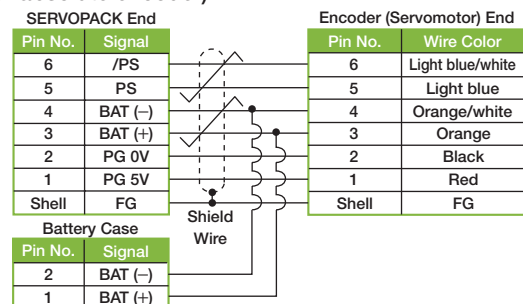 SERVOPACK End
Pin No. Signal
6 /PS
5 PS
4 BAT (–)
3 BAT (+)
2 PG 0V
1 PG 5V
Shell FG
Shield
Wire
Encoder (Servomotor) End
Pin No. Wire Color
6 Light blue/white
5 Light blue
4 Orange/white
3 Orange
2 Black
1 Red
Shell FG
Battery Case
Pin No. Signal
2 BAT (–)
1 BAT (+)